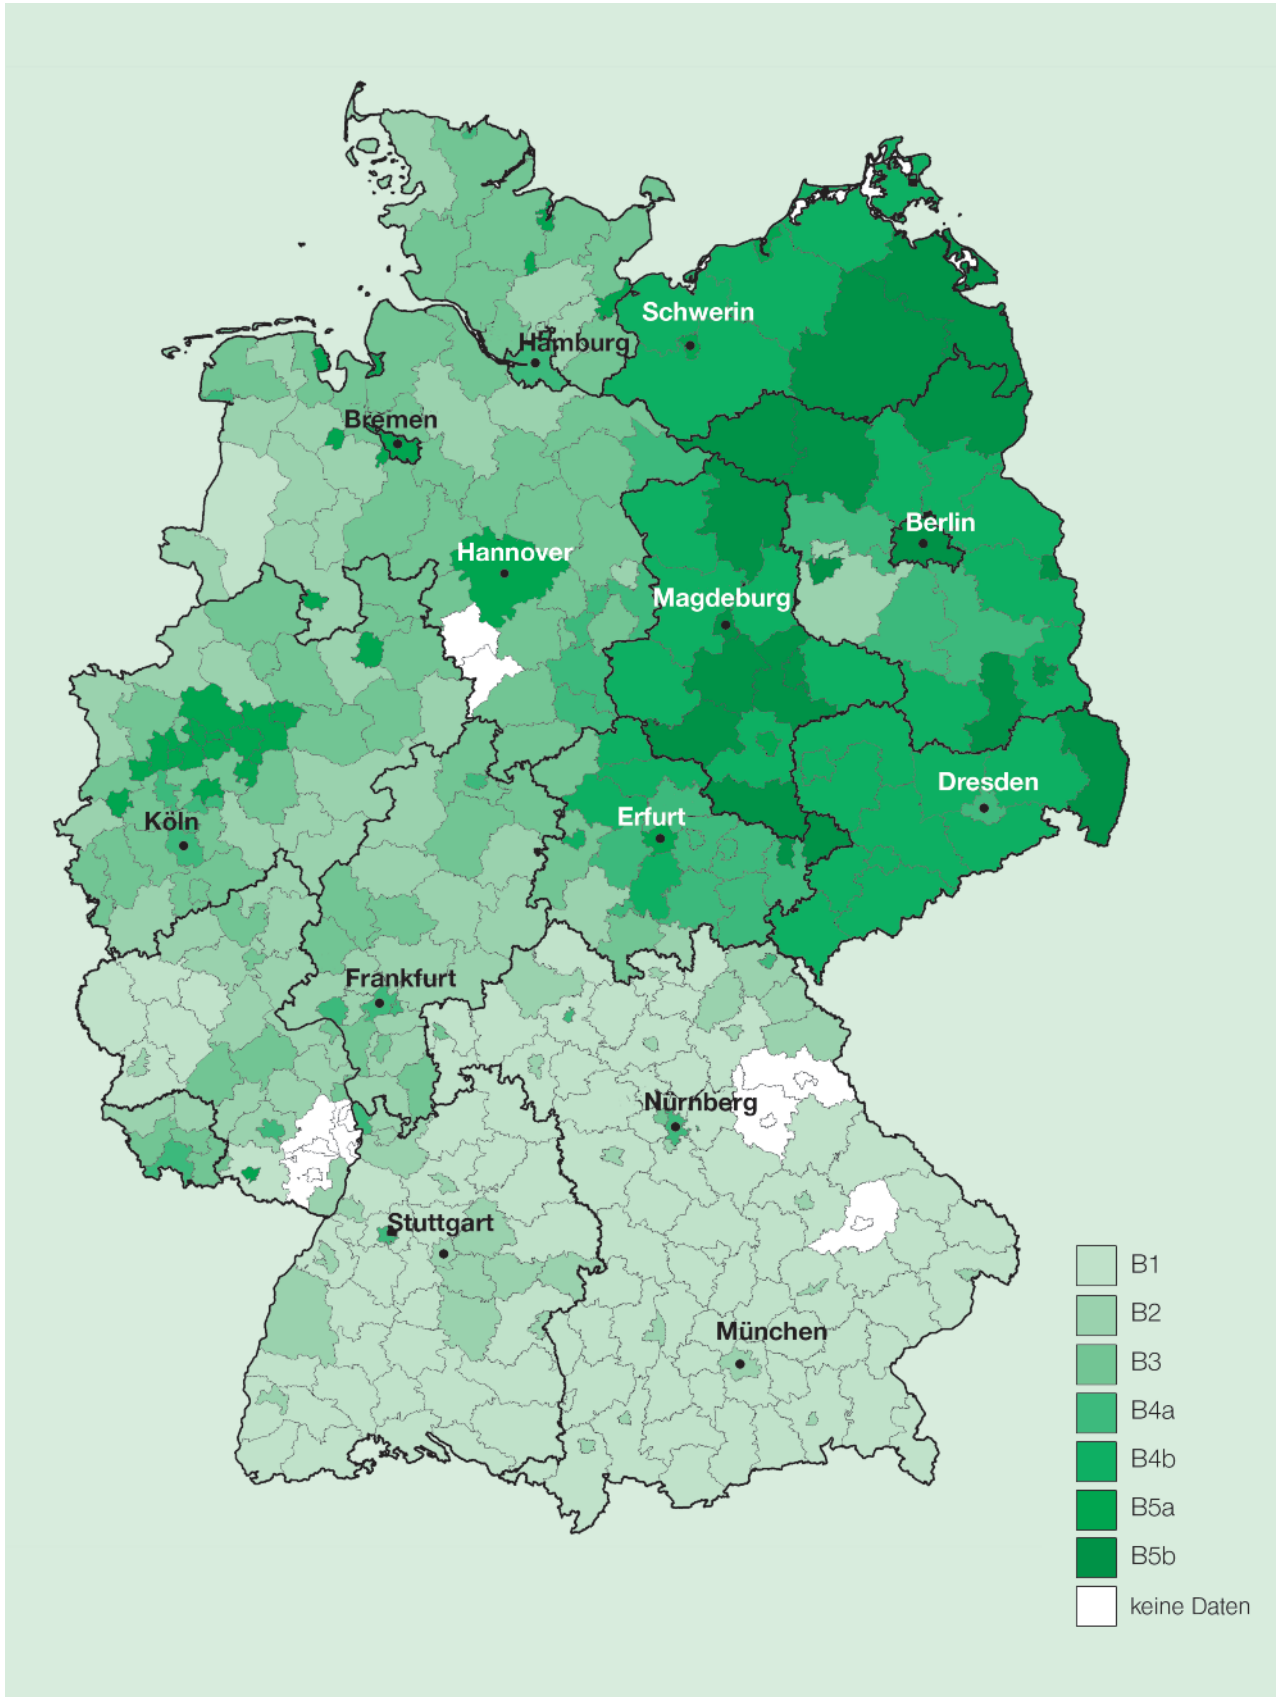 Schwerin
Hamburg
Bremen
Berlin
Hannover
Magdeburg
Dresden
Erfurt
Köln
Frankfurt
Nürnberg
Stuttgart
München
B1
B2
B3
B4a
B4b
B5a
B5b
keine Daten